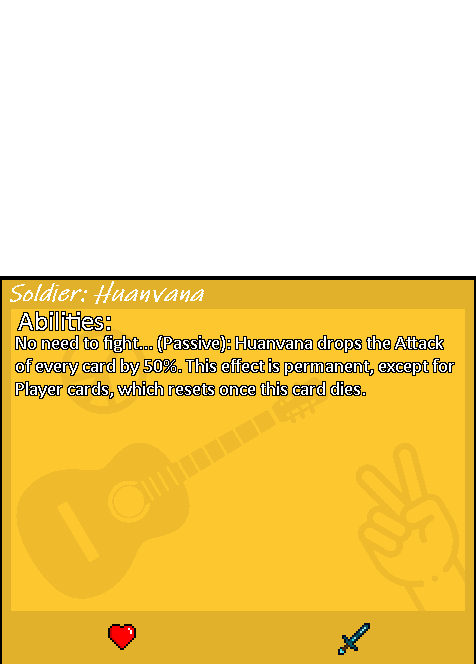 Soldier: Huanvana
Abilities:
No need to fight... (Passive): Huanvana drops the Attack
of every card by 50%. This effect is permanent, except for
Player cards, which resets once this card dies.